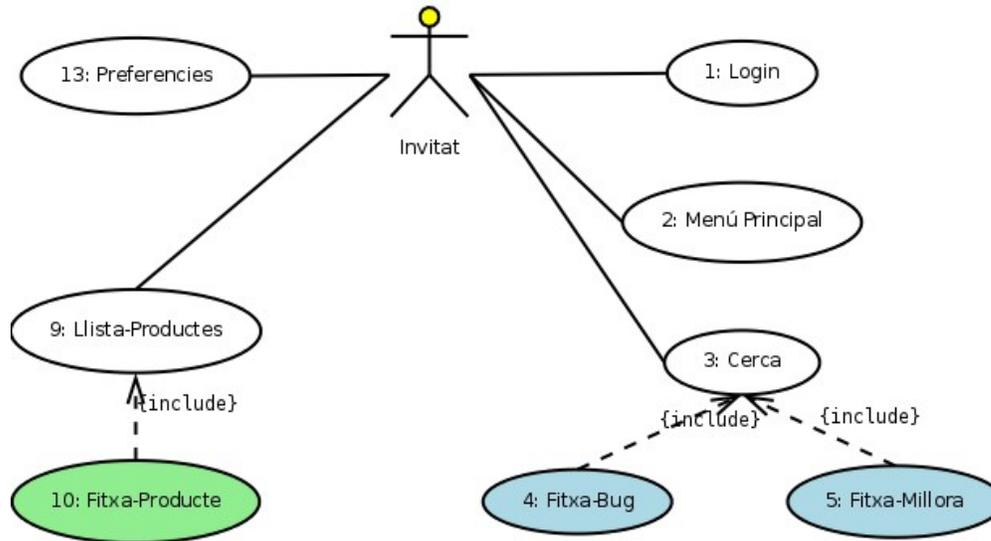 13: Preferencies
1: Login
Invitat
2: Menú Principal
9: Llista-Productes
3: Cerca
{include}
{include}
{include}
10: Fitxa-Producte
4: Fitxa-Bug
5: Fitxa-Millora